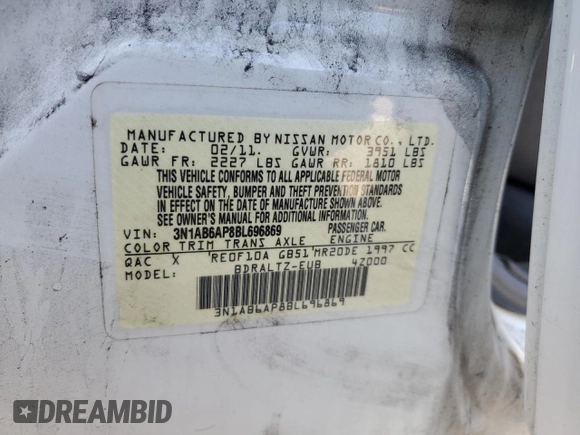 MANUFACTURED BY NISSAN MOTOR CO., LTD.
DATE: 02/11. GVWR: 3951 LBS
GAWR FR: 2227 LBS GAWR RR: 1810 LBS
THIS VEHICLE CONFORMS TO ALL APPLICABLE FEDERAL MOTOR
VEHICLE SAFETY, BUMPER AND THEFT PREVENTION STANDARDS
IN EFFECT ON THE DATE OF MANUFACTURE SHOWN ABOVE.
SEE OWNER'S MANUAL FOR ADDITIONAL INFORMATION.
VIN: 3N1AB6AP8BL696869 PASSENGER CAR.
COLOR TRIM TRANS AXLE ENGINE
QAC X 'RE0F10A GB51'MR20DE 1997 CC
MODEL: BDRALTZ-EUB 42000
3N1AB6AP8BL696869
DREAMBID